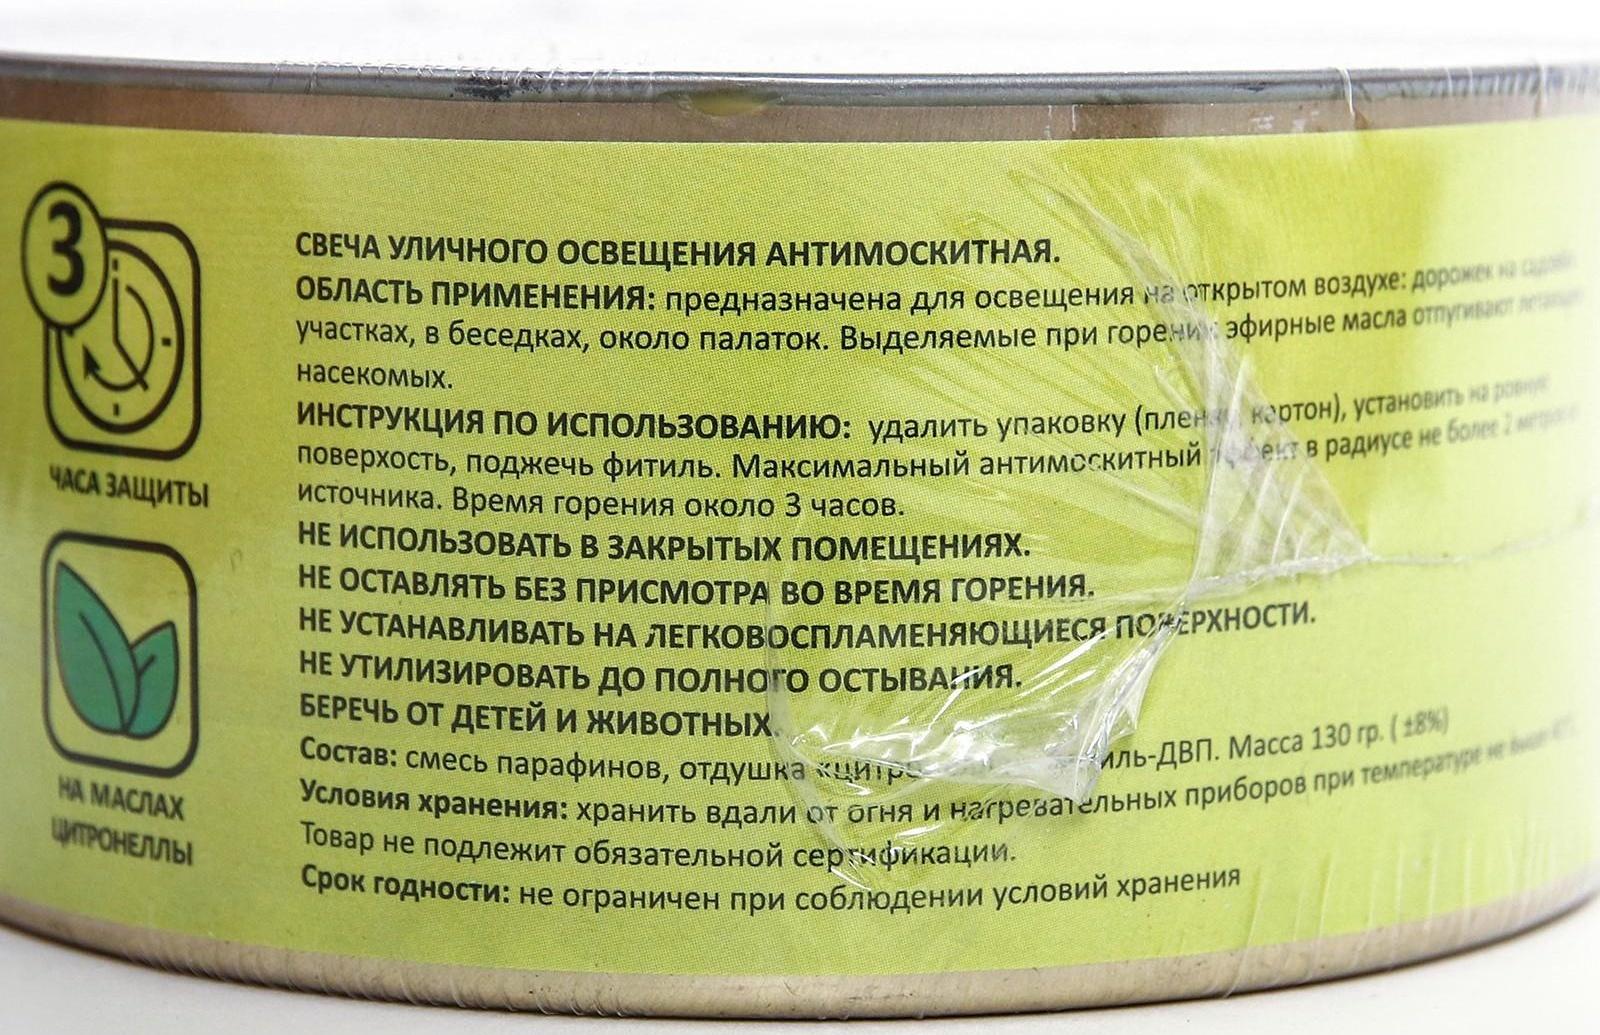 3
ЧАСА ЗАЩИТЫ
НА МАСЛАХ
ЦИТРОНЕЛЛЫ
СВЕЧА УЛИЧНОГО ОСВЕЩЕНИЯ АНТИМОСКИТНАЯ.
ОБЛАСТЬ ПРИМЕНЕНИЯ: предназначена для освещения на открытом воздухе: дорожек на
участках, в беседках, около палаток. Выделяемые при горении эфирные масла отпугивают
насекомых.
ИНСТРУКЦИЯ ПО ИСПОЛЬЗОВАНИЮ: удалить упаковку (пленка, картон), установить на ровную
поверхость, поджечь фитиль. Максимальный антимоскитный эффект в радиусе не более 2 метров
источника. Время горения около 3 часов.
НЕ ИСПОЛЬЗОВАТЬ В ЗАКРЫТЫХ ПОМЕЩЕНИЯХ.
НЕ ОСТАВЛЯТЬ БЕЗ ПРИСМОТРА ВО ВРЕМЯ ГОРЕНИЯ.
НЕ УСТАНАВЛИВАТЬ НА ЛЕГКОВОСПЛАМЕНЯЮЩИЕСЯ ПОВЕРХНОСТИ.
НЕ УТИЛИЗИРОВАТЬ ДО ПОЛНОГО ОСТЫВАНИЯ.
БЕРЕЧЬ ОТ ДЕТЕЙ И ЖИВОТНЫХ.
Состав: смесь парафинов, отдушка Масса 130 гр. ( ±8%)
Условия хранения: хранить вдали от огня и нагревательных приборов при температуре не
Товар не подлежит обязательной сертификации.
Срок годности: не ограничен при соблюдении условий хранения